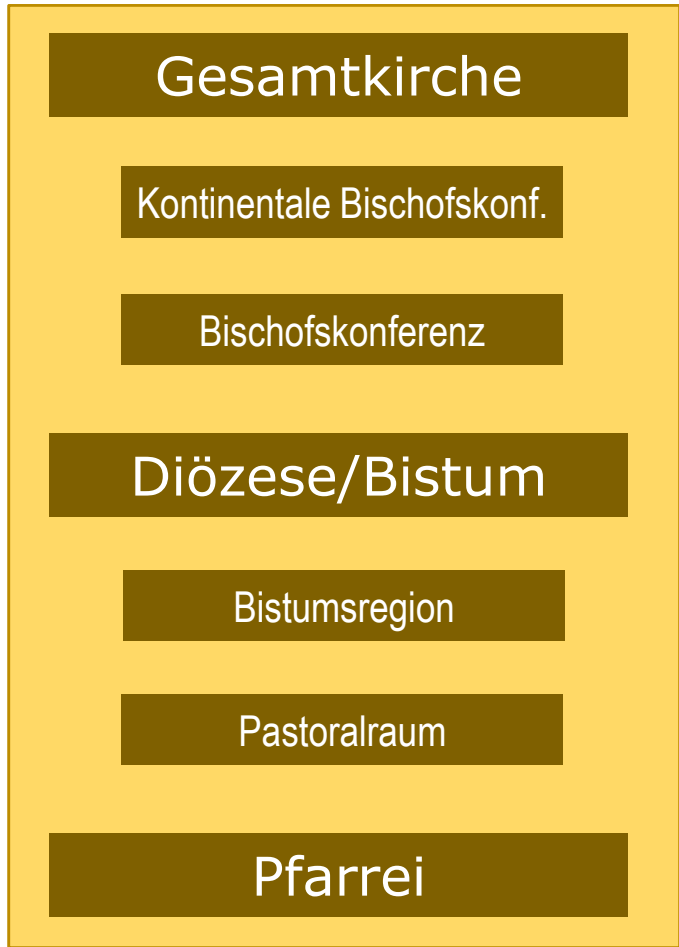 Gesamtkirche
Kontinentale Bischofskonf.
Bischofskonferenz
Diözese/Bistum
Bistumsregion
Pastoralraum
Pfarrei